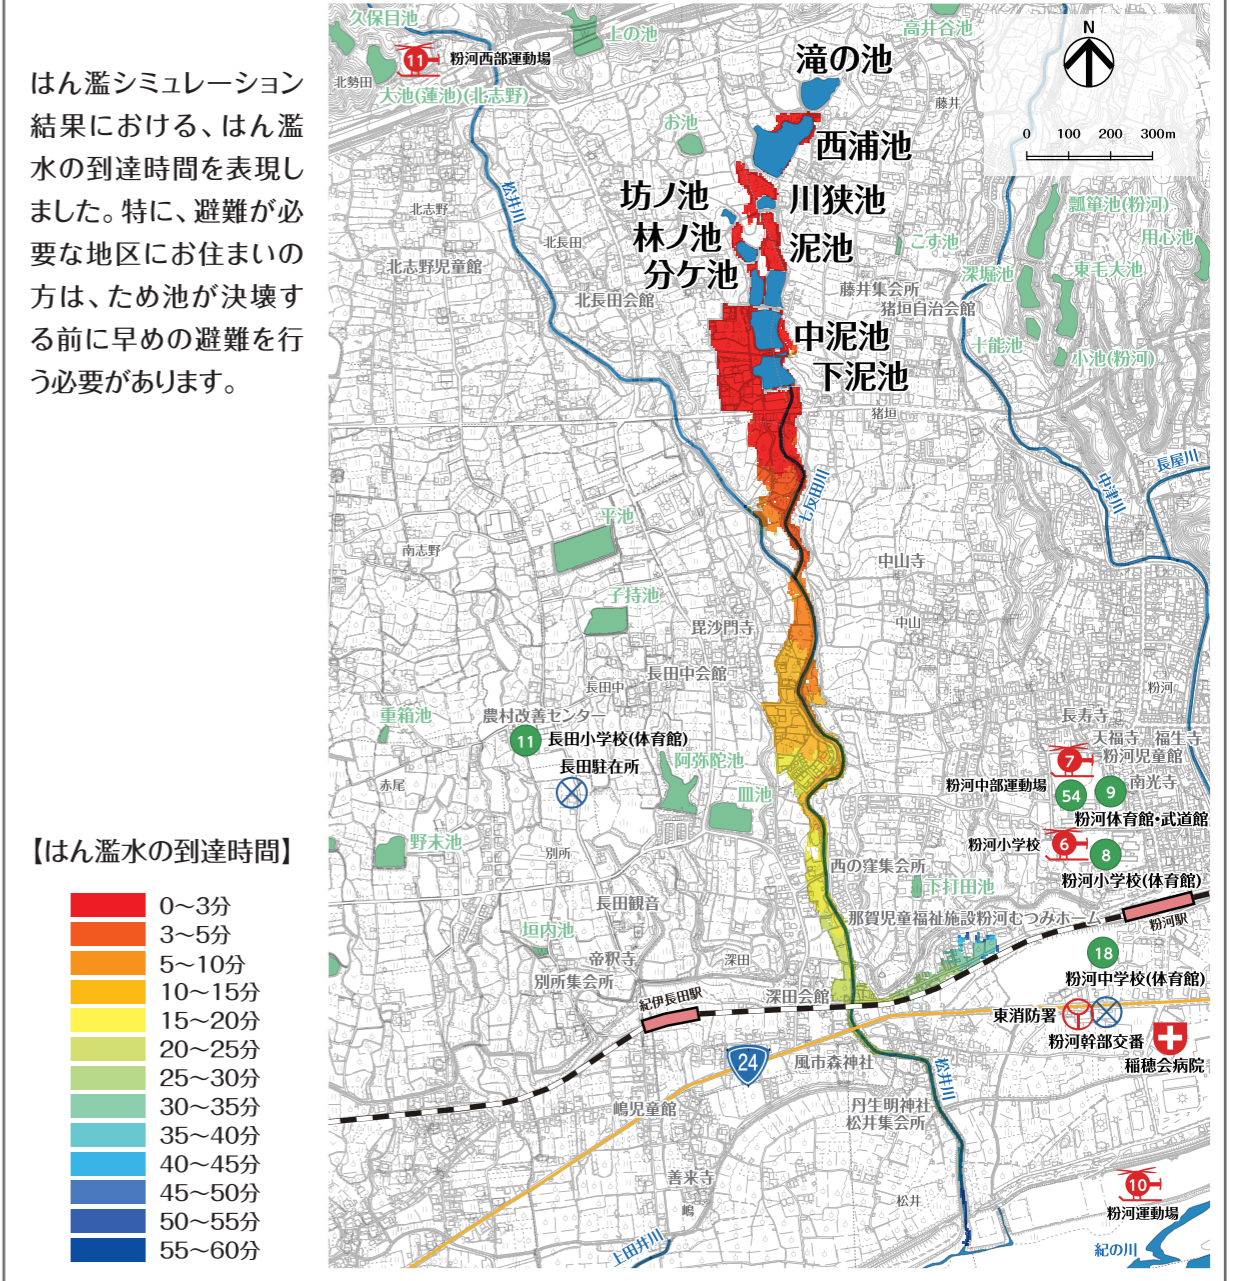 はん濫シミュレーション
結果における、はん濫
水の到達時間を表現し
ました。特に、避難が必
要な地区にお住まいの
方は、ため池が決壊す
る前に早めの避難を行
う必要があります。
【はん濫水の到達時間】
0～3分
3～5分
5～10分
10～15分
15～20分
20～25分
25～30分
30～35分
35～40分
40～45分
45～50分
50～55分
55～60分
久保目池
上の池
高井谷池
11
粉河西部運動場
北勢田
大池(蓮池)(北志野)
滝の池
藤井
N
0 100 200 300m
お池
西浦池
松井川
坊ノ池
川狭池
瓢箪池(粉河)
北志野
林ノ池
泥池
こす池
用心池
北長田
北志野児童館
分ケ池
深堀池
東毛大池
藤井集会所
北長田会館
猪垣自治会館
中泥池
十能池
小池(粉河)
下泥池
猪垣
七反田川
中津川
長屋川
平池
南志野
中山寺
子持池
毘沙門寺
中山
長田中会館
長田中
粉河
重箱池
農村改善センター
長寿寺
11
長田小学校(体育館)
天福寺
福生寺
長田駐在所
阿弥陀池
7
粉河児童館
赤尾
粉河中部運動場
54
9
南光寺
皿池
粉河体育館・武道館
野末池
別所
粉河小学校
6
8
西の窪集会所
粉河小学校(体育館)
下打田池
長田観音
那賀児童福祉施設粉河むつみホーム
粉河駅
垣内池
帝釈寺
深田
18
別所集会所
粉河中学校(体育館)
紀伊長田駅
深田会館
東消防署
粉河幹部交番
24
風市森神社
稲穂会病院
松井川
嶋児童館
丹生明神社
松井集会所
善来寺
嶋
松井
10
粉河運動場
上田井川
紀の川